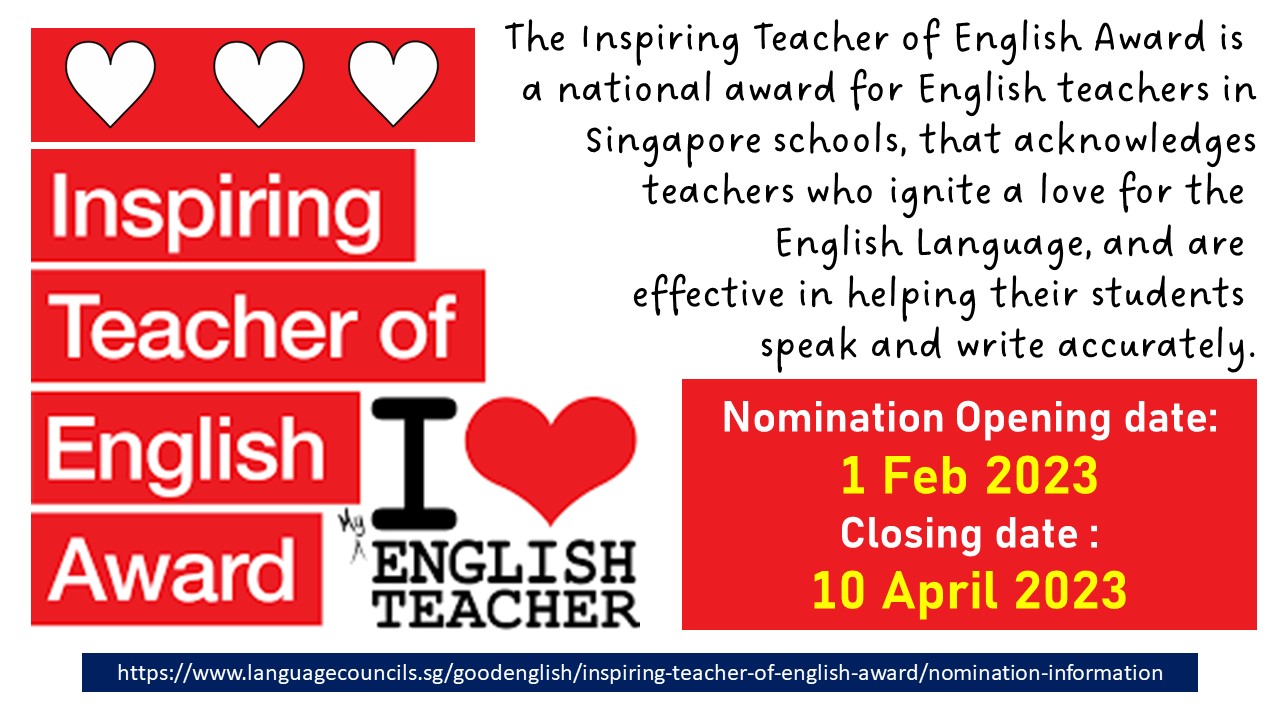 Inspiring
Teacher of
English
Award
I
My
ENGLISH
TEACHER
The Inspiring Teacher of English Award is
a national award for English teachers in
Singapore schools, that acknowledges
teachers who ignite a love for the
English Language, and are
effective in helping their students
speak and write accurately.
Nomination Opening date:
1 Feb 2023
Closing date :
10 April 2023
https://www.languagecouncils.sg/goodenglish/inspiring-teacher-of-english-award/nomination-information